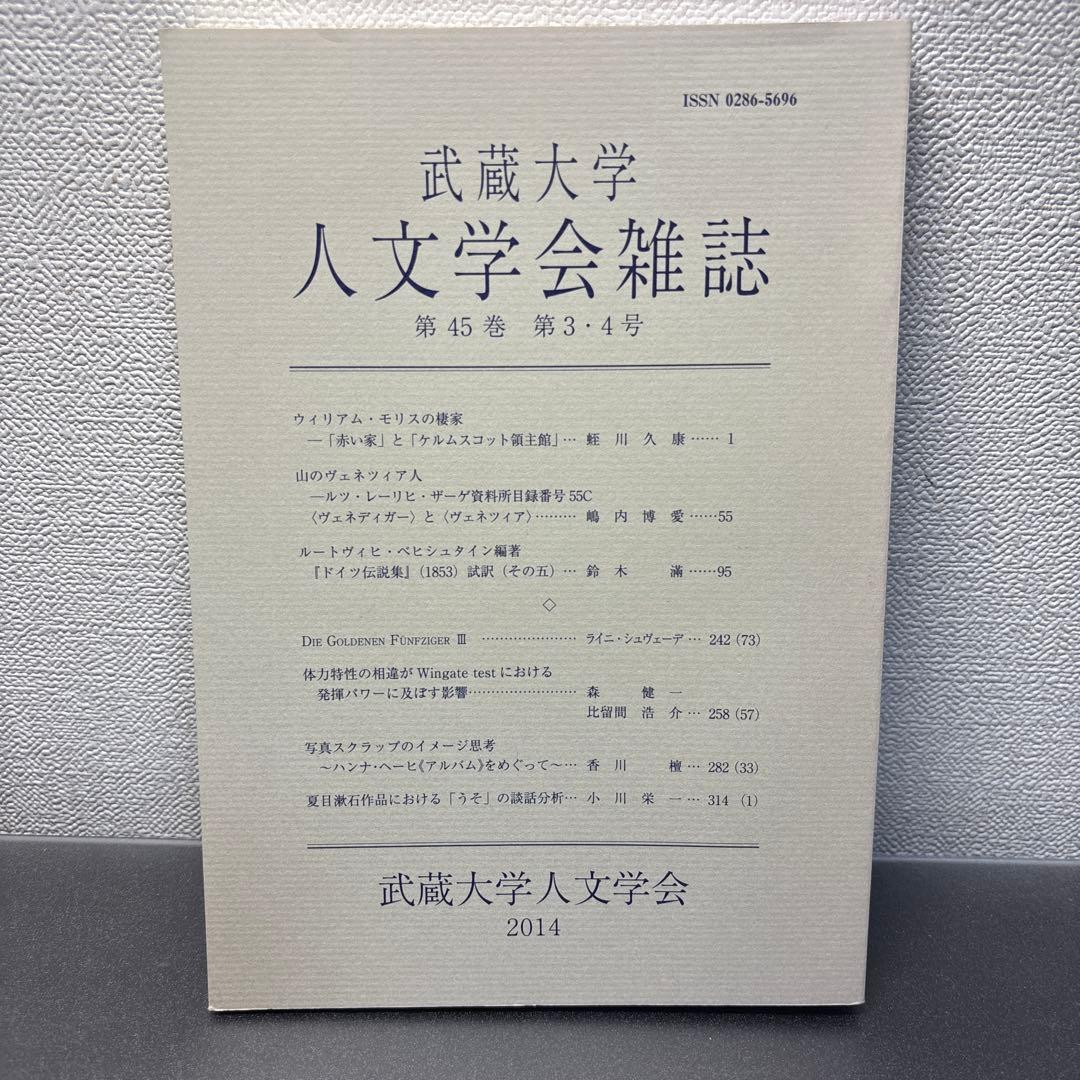 ISSN 0286-5696
武蔵大学
人文学会雑誌
第 45 巻　第 3・4 号
ウィリアム・モリスの棲家
―「赤い家」と「ケルムスコット領主館」… 蛭川久康 …… 1
山のヴェネツィア人
―ルツ・レーリヒ・ザーゲ資料所目録番号 55C
〈ヴェネディガー〉と〈ヴェネツィア〉……… 嶋内博愛 ……55
ルートヴィヒ・ベヒシュタイン編著
『ドイツ伝説集』(1853) 試訳（その五）… 鈴木　滿 ……95
◇
DIE GOLDENEN FÜNFZIGER Ⅲ ………………… ライニ・シュヴェーデ … 242 (73)
体力特性の相違が Wingate test における
発揮パワーに及ぼす影響…………………… 森　健一
比留間浩介 … 258 (57)
写真スクラップのイメージ思考
～ハンナ・ヘーヒ《アルバム》をめぐって～… 香川　檀 … 282 (33)
夏目漱石作品における「うそ」の談話分析… 小川栄一 … 314 (1)
武蔵大学人文学会
2014